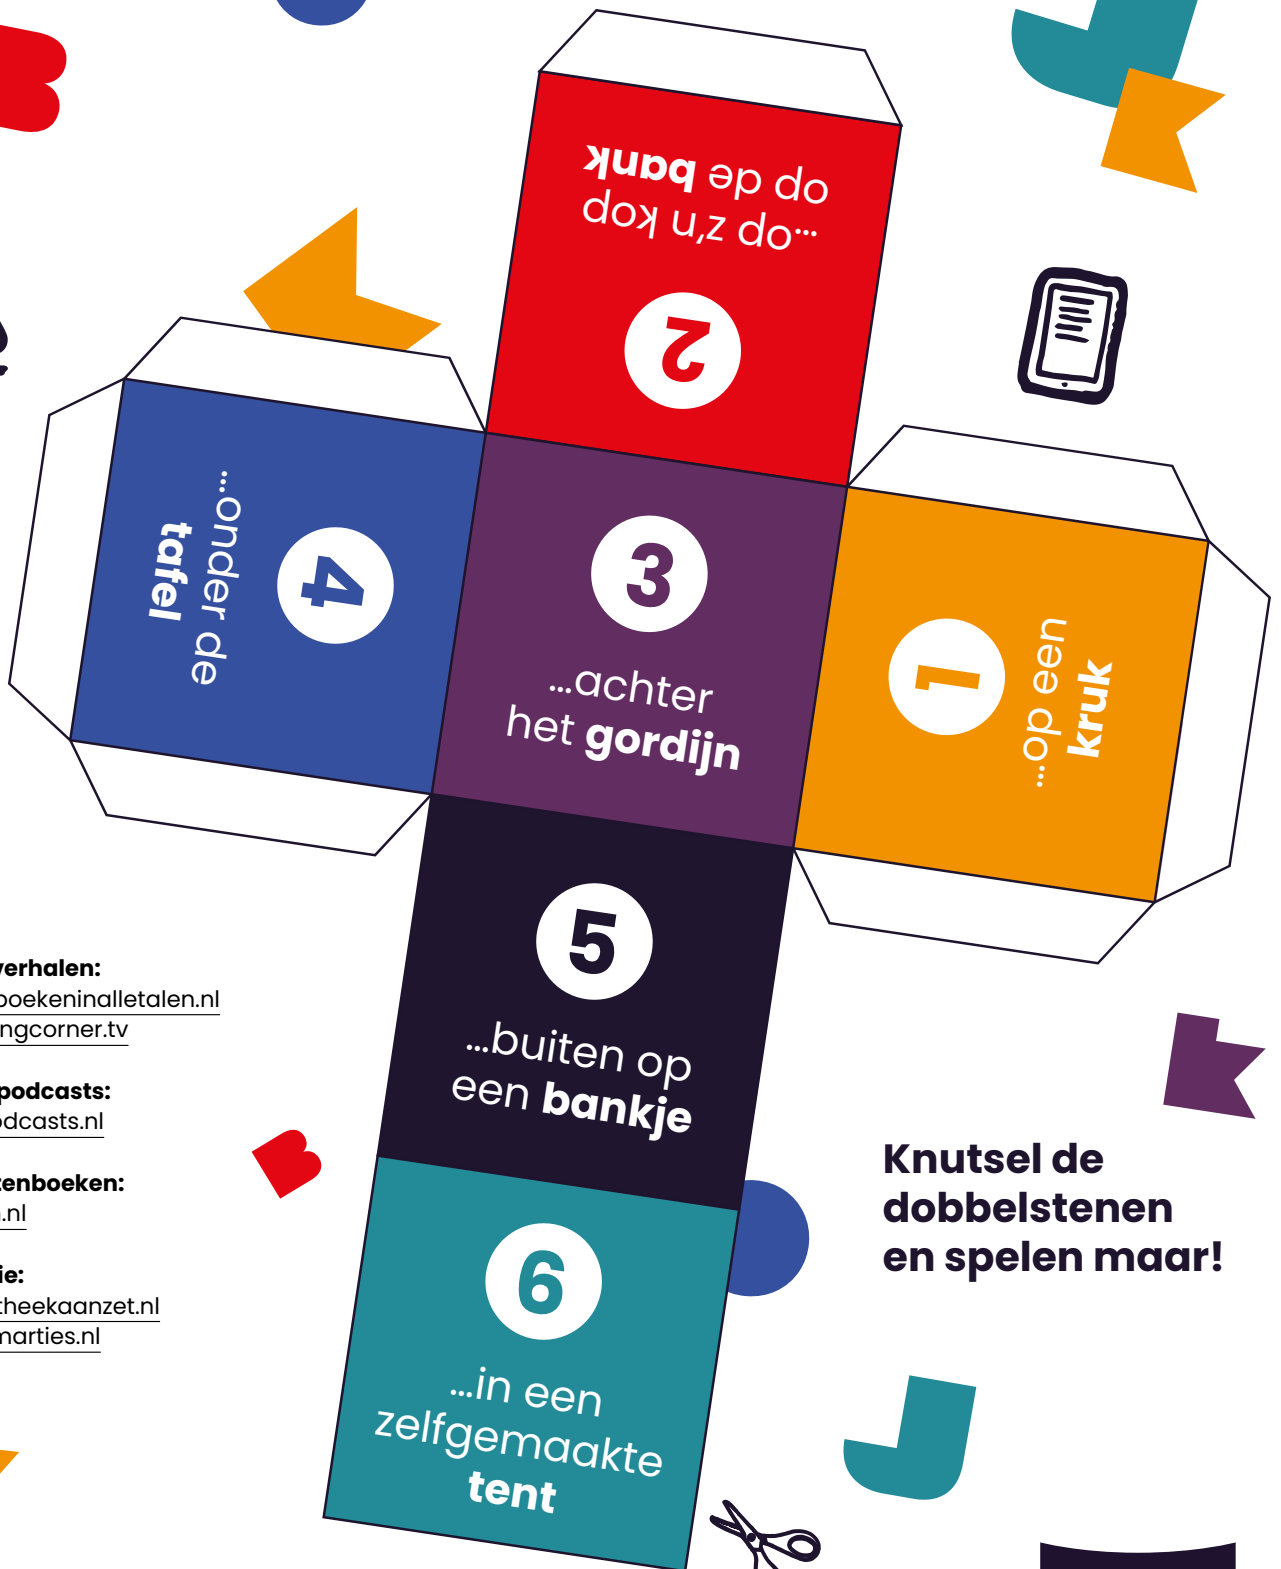 2
...op z'n kop
op de bank
4
...onder de
tafel
3
...achter
het gordijn
1
...op een
kruk
5
...buiten op
een bankje
6
...in een
zelfgemaakte
tent
verhalen:
boekeninalletalen.nl
ngcorner.tv
podcasts:
dcasts.nl
tenboeken:
.nl
ie:
theekaanzet.nl
marties.nl
Knutsel de
dobbelstenen
en spelen maar!